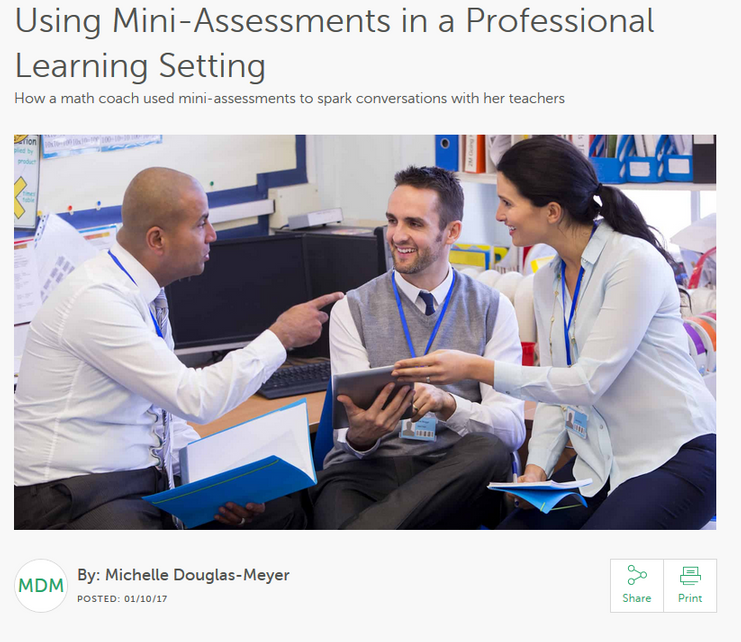 Using Mini-Assessments in a Professional
Learning Setting
How a math coach used mini-assessments to spark conversations with her teachers
MDM
By: Michelle Douglas-Meyer
POSTED: 01/10/17
Share
Print